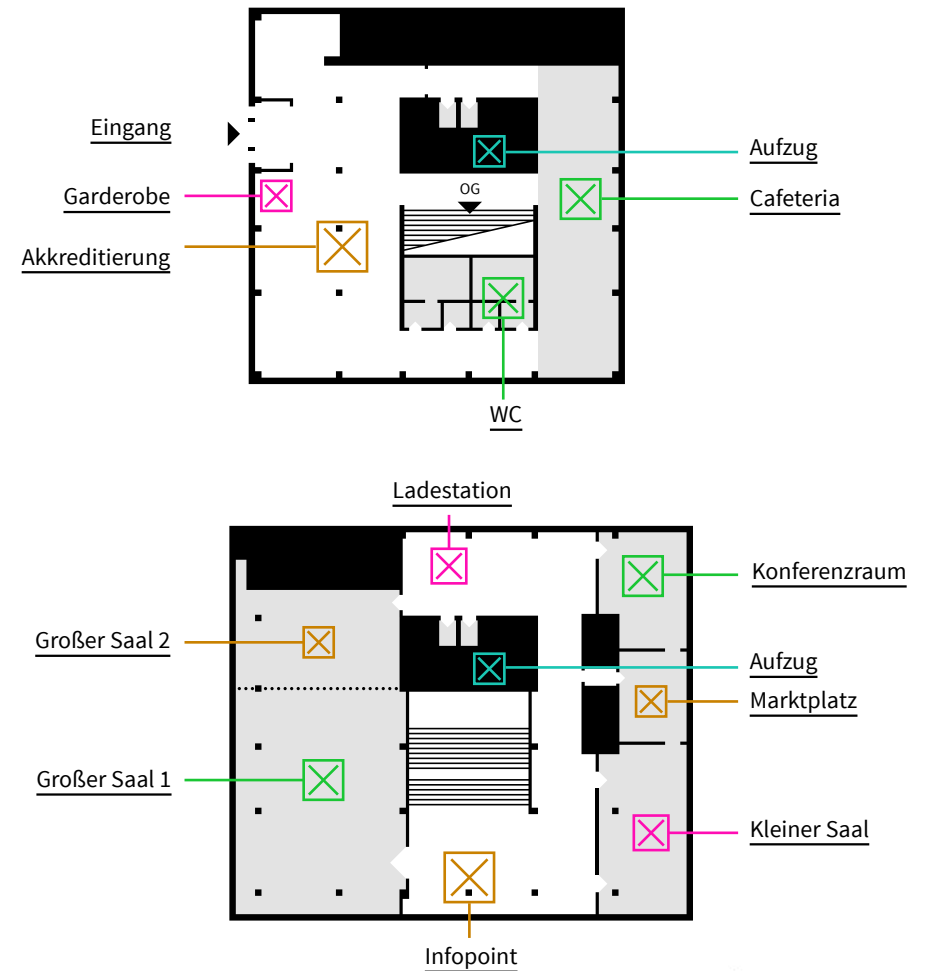 Eingang
Aufzug
Garderobe
OG
Cafeteria
Akkreditierung
WC
Ladestation
Konferenzraum
Großer Saal 2
Aufzug
Marktplatz
Großer Saal 1
Kleiner Saal
Infopoint